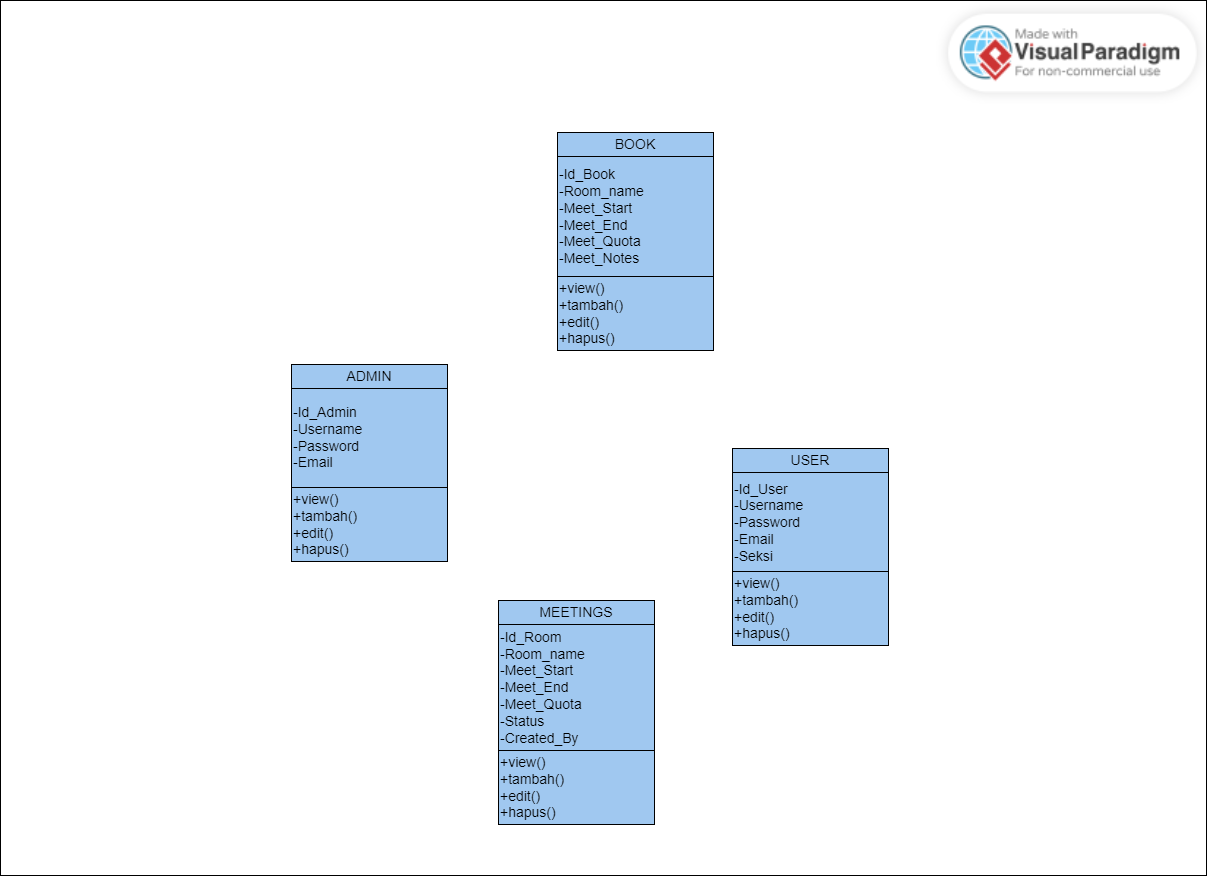 Made with
VisualParadigm
For non-commercial use
BOOK
-Id_Book
-Room_name
-Meet_Start
-Meet_End
-Meet_Quota
-Meet_Notes
+view()
+tambah()
+edit()
+hapus()
ADMIN
-Id_Admin
-Username
-Password
-Email
+view()
+tambah()
+edit()
+hapus()
USER
-Id_User
-Username
-Password
-Email
-Seksi
+view()
+tambah()
+edit()
+hapus()
MEETINGS
-Id_Room
-Room_name
-Meet_Start
-Meet_End
-Meet_Quota
-Status
-Created_By
+view()
+tambah()
+edit()
+hapus()